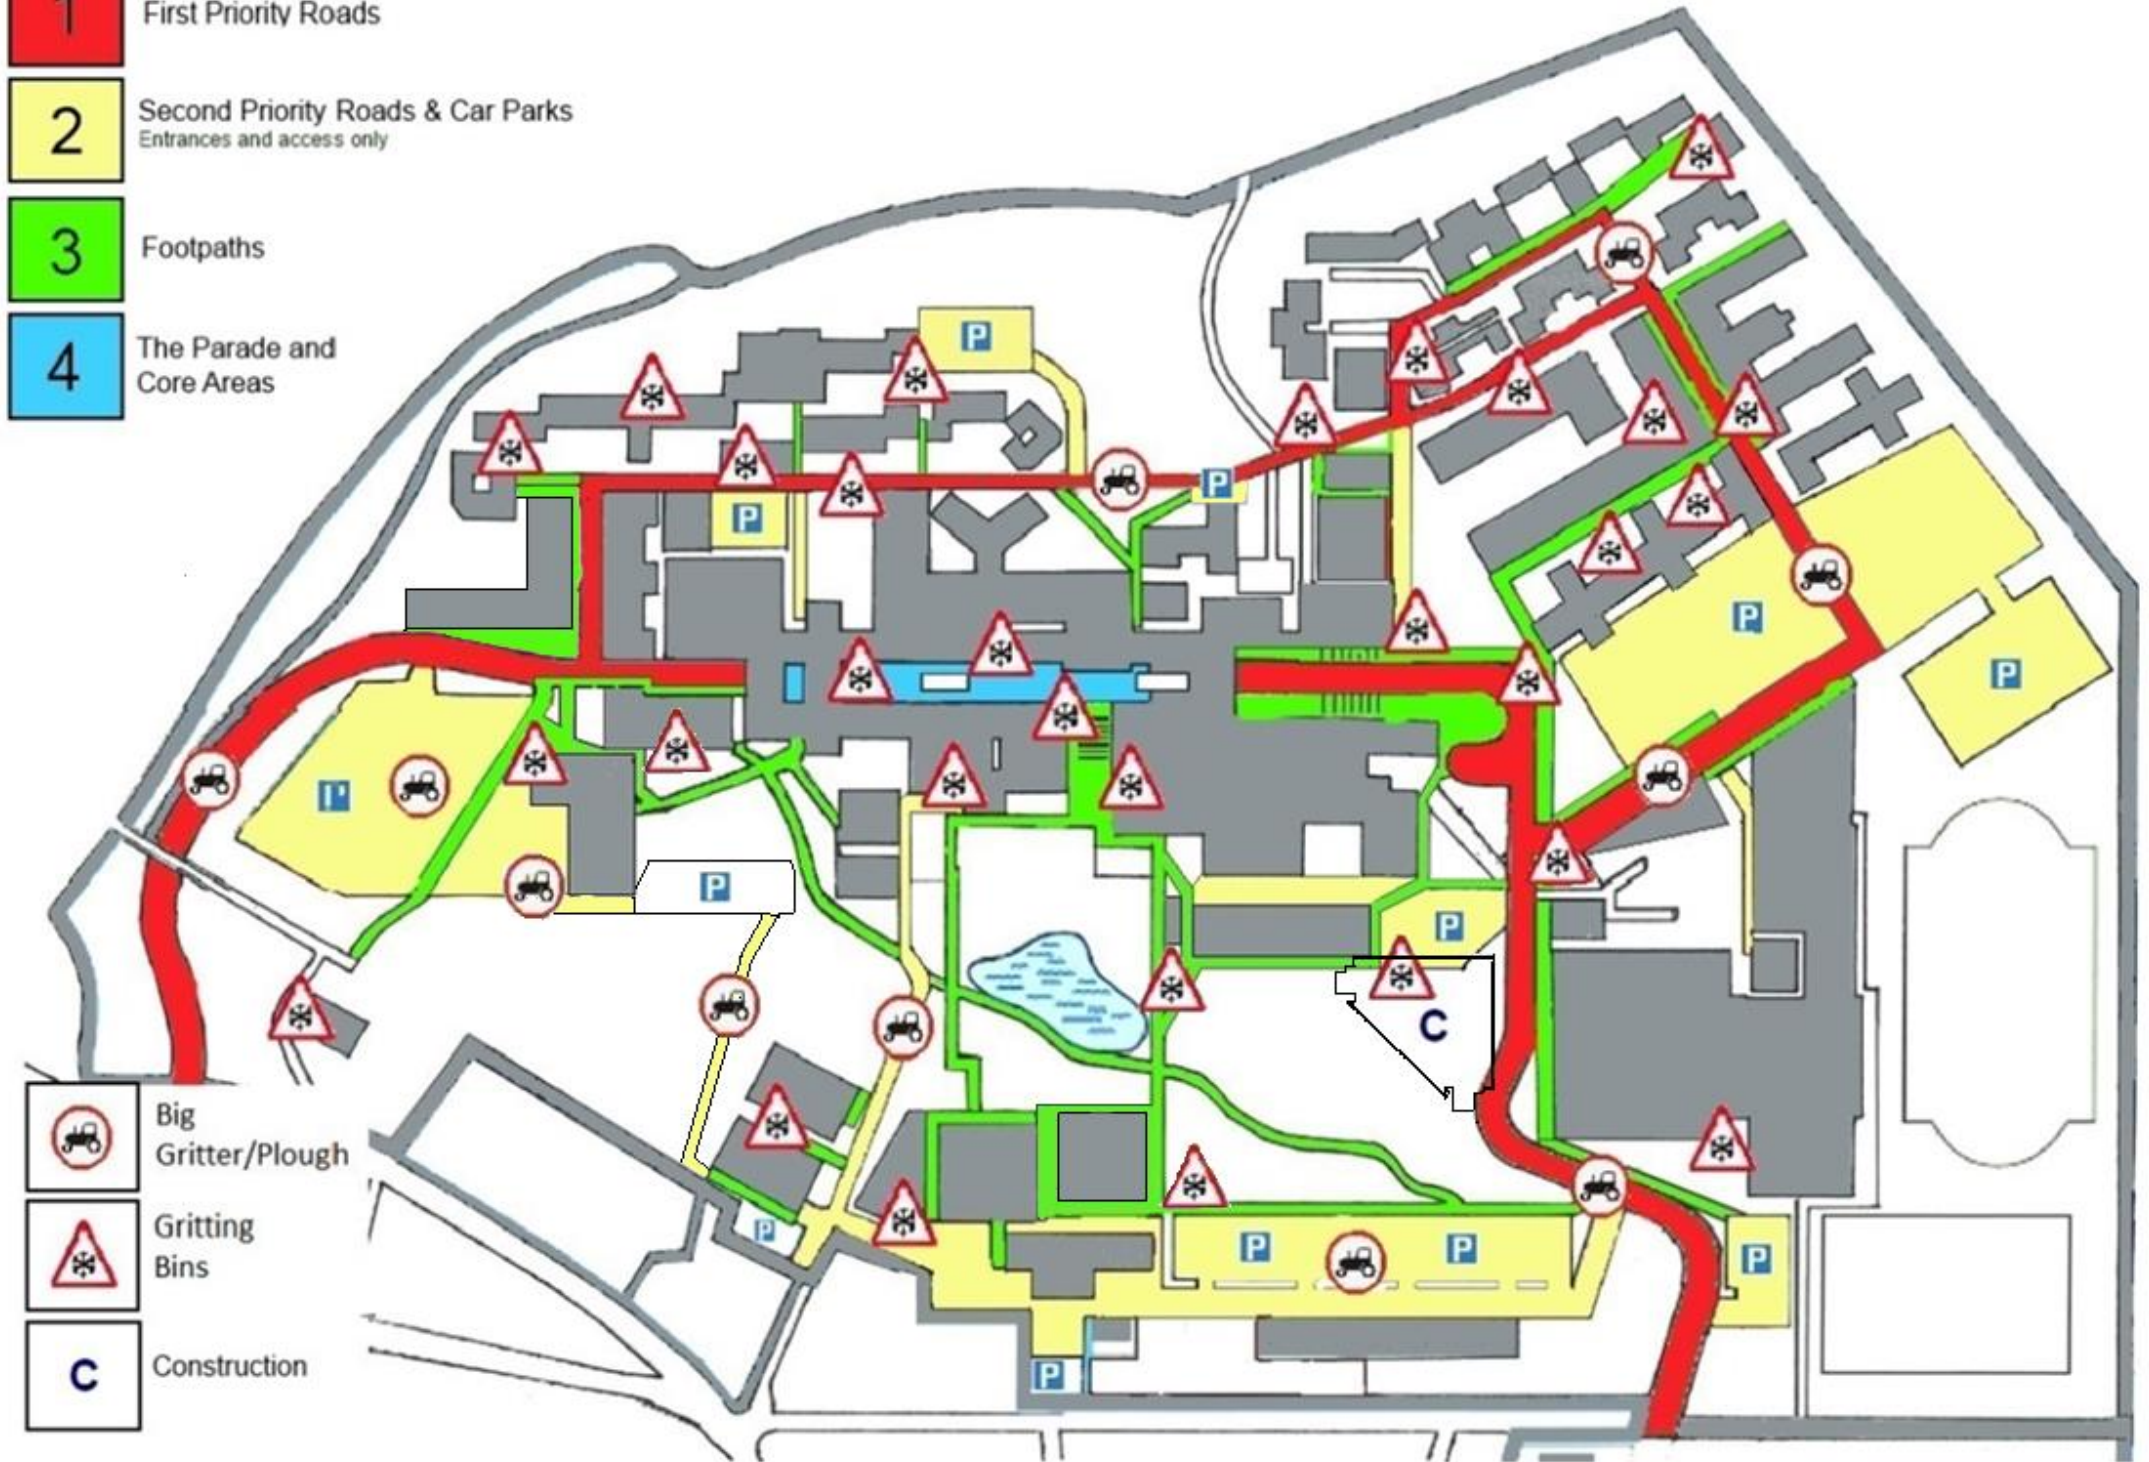 1
First Priority Roads
2
Second Priority Roads & Car Parks
Entrances and access only
3
Footpaths
4
The Parade and
Core Areas
P
P
P
P
P
P
P
P
C
P
P
P
P
P
Big
Gritter/Plough
Gritting
Bins
C
Construction